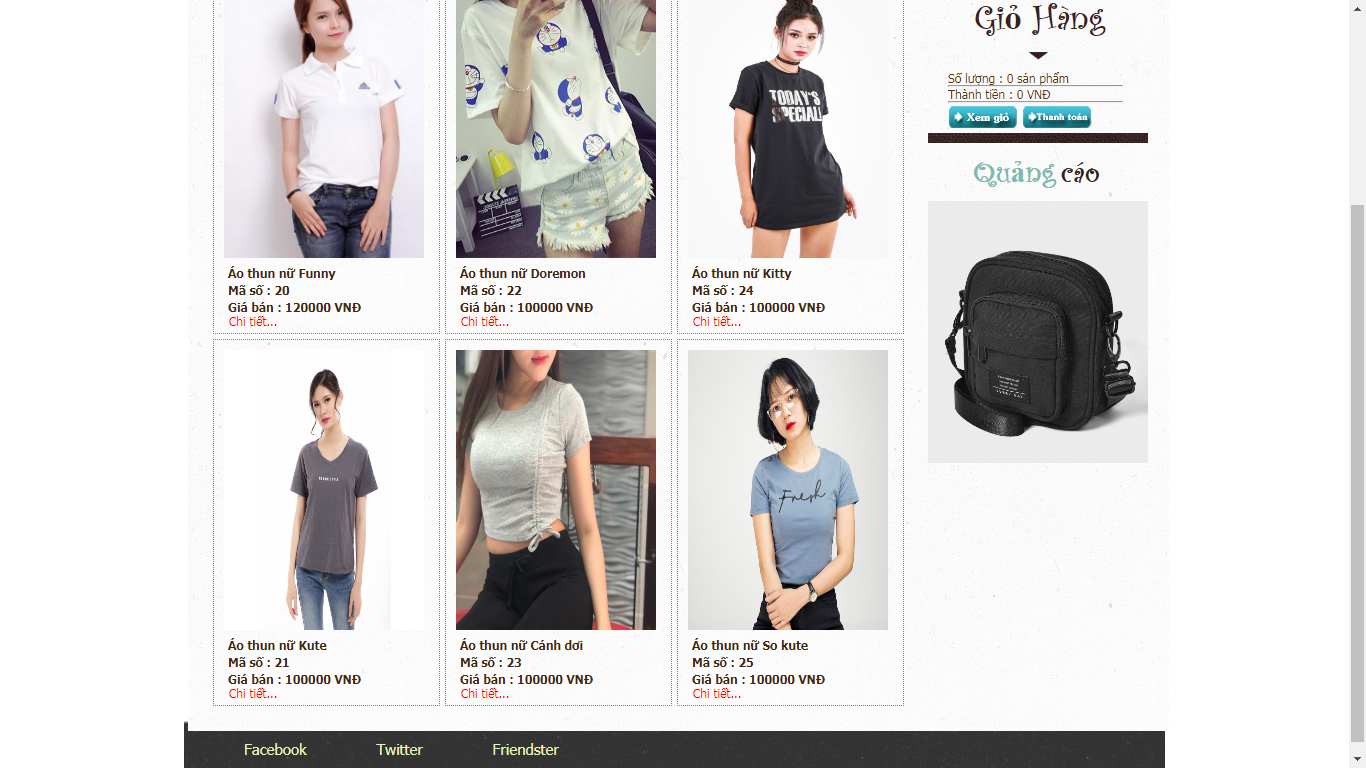 TODAY'S
SPECIAL
Áo thun nữ Funny
Mã số : 20
Giá bán : 120000 VNĐ
Chi tiết...
Áo thun nữ Doremon
Mã số : 22
Giá bán : 100000 VNĐ
Chi tiết...
Áo thun nữ Kitty
Mã số : 24
Giá bán : 100000 VNĐ
Chi tiết...
Fresh
Áo thun nữ Kute
Mã số : 21
Giá bán : 100000 VNĐ
Chi tiết...
Áo thun nữ Cánh dơi
Mã số : 23
Giá bán : 100000 VNĐ
Chi tiết...
Áo thun nữ So kute
Mã số : 25
Giá bán : 100000 VNĐ
Chi tiết...
Giỏ Hàng
Số lượng : 0 sản phẩm
Thành tiền : 0 VNĐ
Xem giỏ
Thanh toán
Quảng cáo
Facebook
Twitter
Friendster